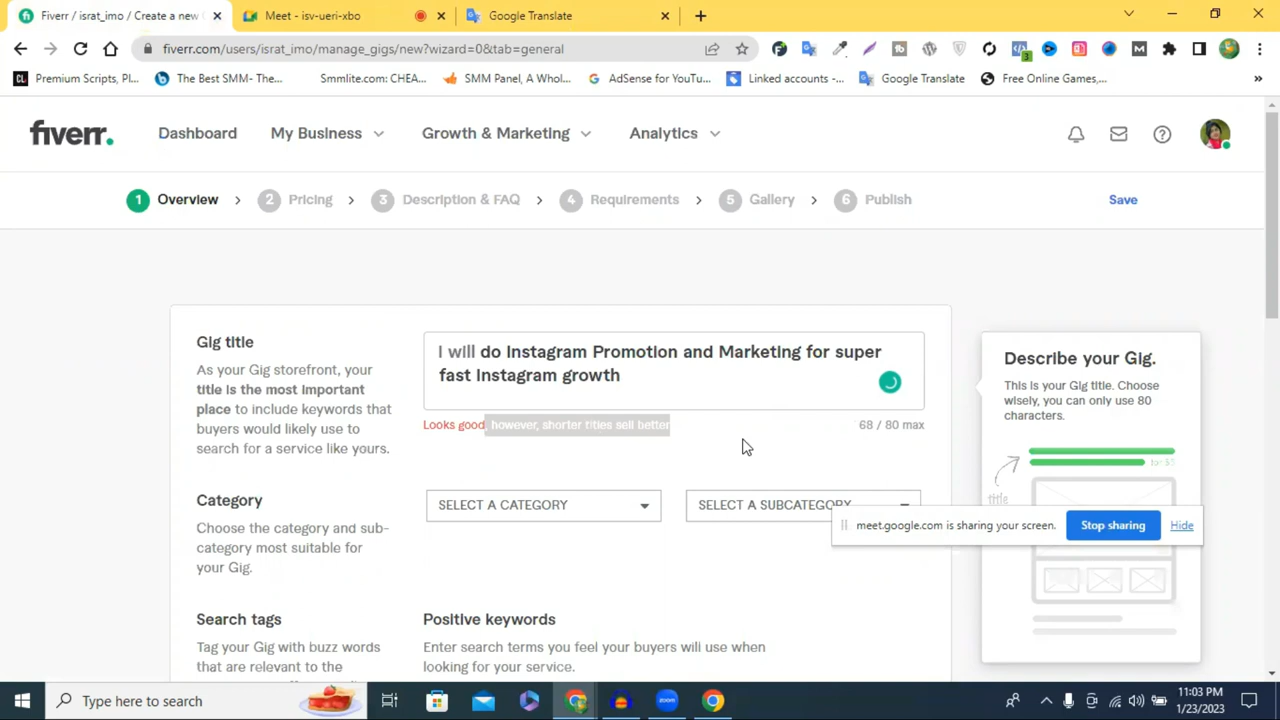 Fiverr / israt_imo / Create a new G
Meet - isv-ueri-xbo
Google Translate
fiverr.com/users/israt_imo/manage_gigs/new?wizard=0&tab=general
3
Premium Scripts, Pl...
The Best SMM- The...
Smmlite.com: CHEA...
SMM Panel, A Whol...
AdSense for YouTu...
Linked accounts -...
Google Translate
Free Online Games,...
fiverr.
Dashboard
My Business
Growth & Marketing
Analytics
1 Overview
2 Pricing
3 Description & FAQ
4 Requirements
5 Gallery
6 Publish
Save
Gig title
As your Gig storefront, your
title is the most important
place to include keywords that
buyers would likely use to
search for a service like yours.
I will do Instagram Promotion and Marketing for super
fast Instagram growth
Looks good however, shorter titles sell better
68 / 80 max
Describe your Gig.
This is your Gig title. Choose
wisely, you can only use 80
characters.
for $5
title
Category
Choose the category and sub-
category most suitable for
your Gig.
SELECT A CATEGORY
SELECT A SUBCATEGORY
meet.google.com is sharing your screen.
Stop sharing
Hide
Search tags
Tag your Gig with buzz words
that are relevant to the
Positive keywords
Enter search terms you feel your buyers will use when
looking for your service.
Type here to search
11:03 PM
1/23/2023